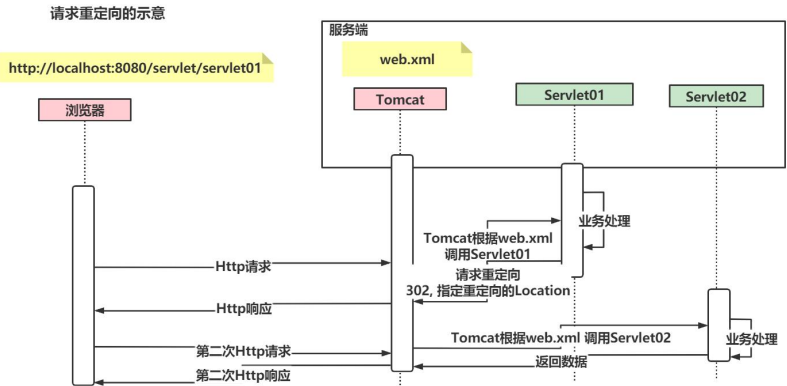 请求重定向的示意
服务端
http://localhost:8080/servlet/servlet01
web.xml
浏览器
Tomcat
Servlet01
Servlet02
业务处理
Tomcat根据web.xml
调用Servlet01
Http请求
请求重定向
302, 指定重定向的Location
Http响应
Tomcat根据web.xml 调用Servlet02
业务处理
第二次Http请求
返回数据
第二次Http响应